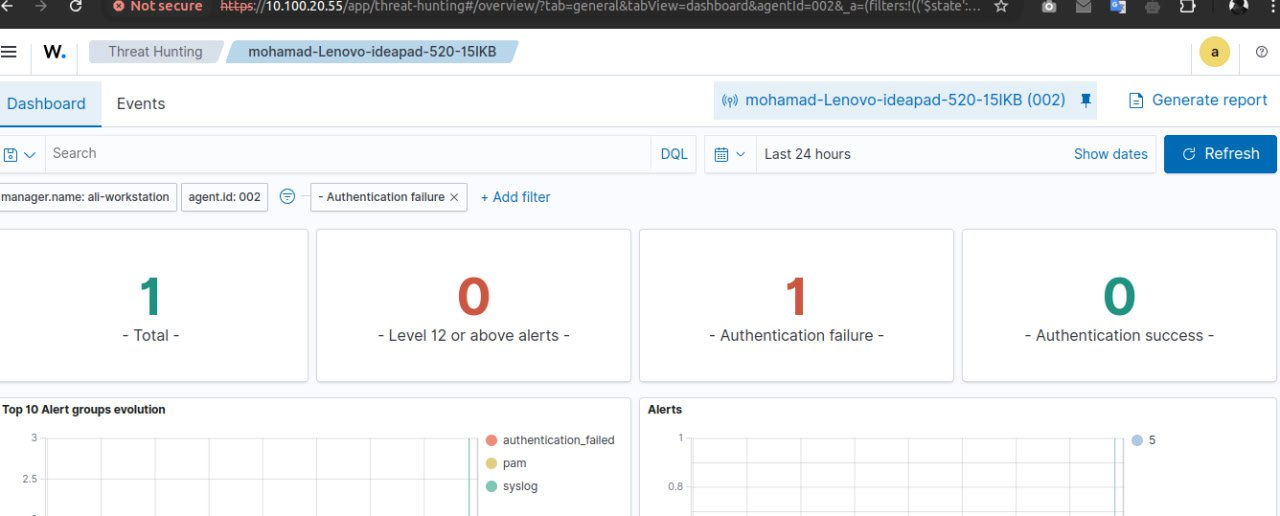 Not secure https://10.100.20.55/app/threat-hunting#/overview/?tab=general&tabView=dashboard&agentId=002&_a=(filters:!(('$state':...
W. Threat Hunting mohamad-Lenovo-ideapad-520-15IKB a
Dashboard Events mohamad-Lenovo-ideapad-520-15IKB (002) Generate report
Search DQL Last 24 hours Show dates Refresh
manager.name: ali-workstation agent.id: 002 - Authentication failure × + Add filter
1 0 1 0
- Total - - Level 12 or above alerts - - Authentication failure - - Authentication success -
Top 10 Alert groups evolution Alerts
3 authentication_failed 1 5
pam
2.5 syslog 0.8